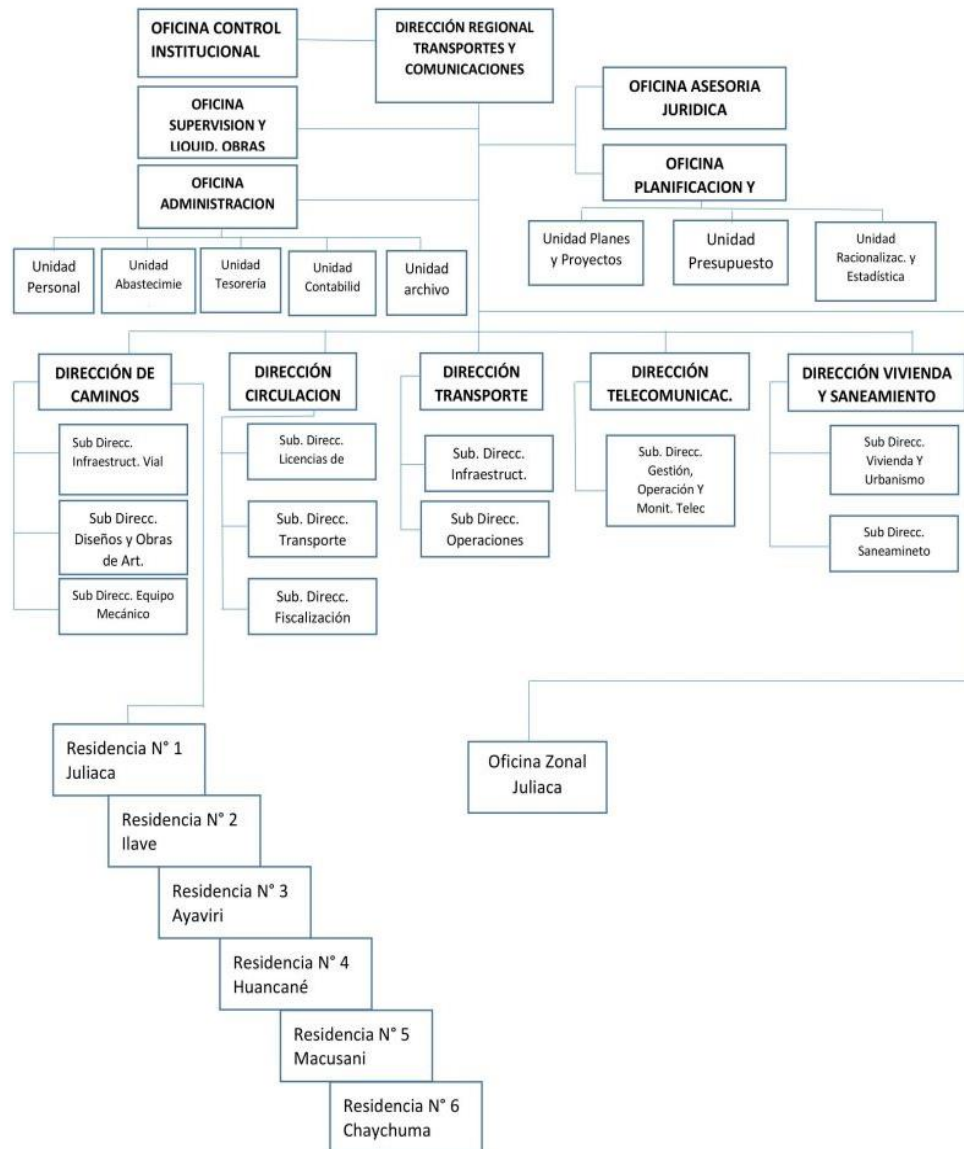 OFICINA CONTROL
INSTITUCIONAL
DIRECCIÓN REGIONAL
TRANSPORTES Y
COMUNICACIONES
OFICINA
SUPERVISION Y
LIQUID. OBRAS
OFICINA ASESORIA
JURIDICA
OFICINA
ADMINISTRACION
OFICINA
PLANIFICACION Y
Unidad
Personal
Unidad
Abastecimie
Unidad
Tesorería
Unidad
Contabilid
Unidad
archivo
Unidad Planes
y Proyectos
Unidad
Presupuesto
Unidad
Racionalizac. y
Estadística
DIRECCIÓN DE
CAMINOS
DIRECCIÓN
CIRCULACION
DIRECCIÓN
TRANSPORTE
DIRECCIÓN
TELECOMUNICAC.
DIRECCIÓN VIVIENDA
Y SANEAMIENTO
Sub Direcc.
Infraestruct. Vial
Sub Direcc.
Diseños y Obras
de Art.
Sub Direcc. Equipo
Mecánico
Sub. Direcc.
Licencias de
Sub. Direcc.
Transporte
Sub. Direcc.
Fiscalización
Sub. Direcc.
Infraestruct.
Sub Direcc.
Operaciones
Sub. Direcc.
Gestión,
Operación Y
Monit. Telec
Sub Direcc.
Vivienda Y
Urbanismo
Sub Direcc.
Saneamineto
Residencia N° 1
Juliaca
Residencia N° 2
Ilave
Residencia N° 3
Ayaviri
Residencia N° 4
Huancané
Residencia N° 5
Macusani
Residencia N° 6
Chaychuma
Oficina Zonal
Juliaca